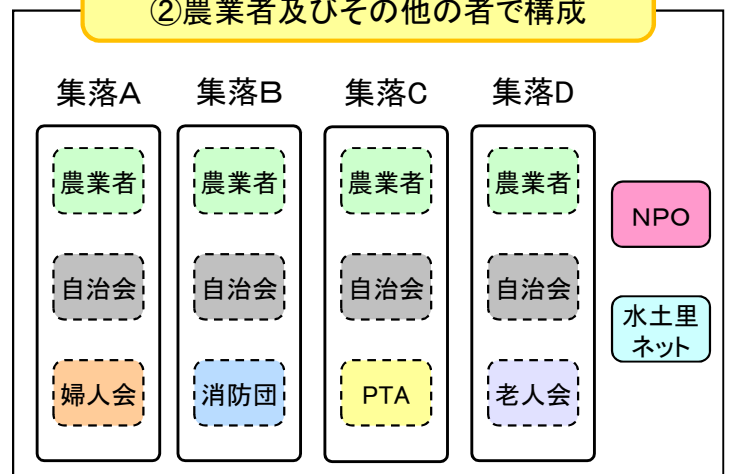 ②農業者及びその他の者で構成
集落A
集落B
集落C
集落D
農業者
農業者
農業者
農業者
自治会
自治会
自治会
自治会
婦人会
消防団
PTA
老人会
NPO
水土里
ネット